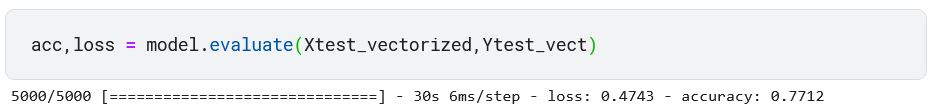 acc,loss = model.evaluate(Xtest_vectorized,Ytest_vect)
5000/5000 [==============================] - 30s 6ms/step - loss: 0.4743 - accuracy: 0.7712